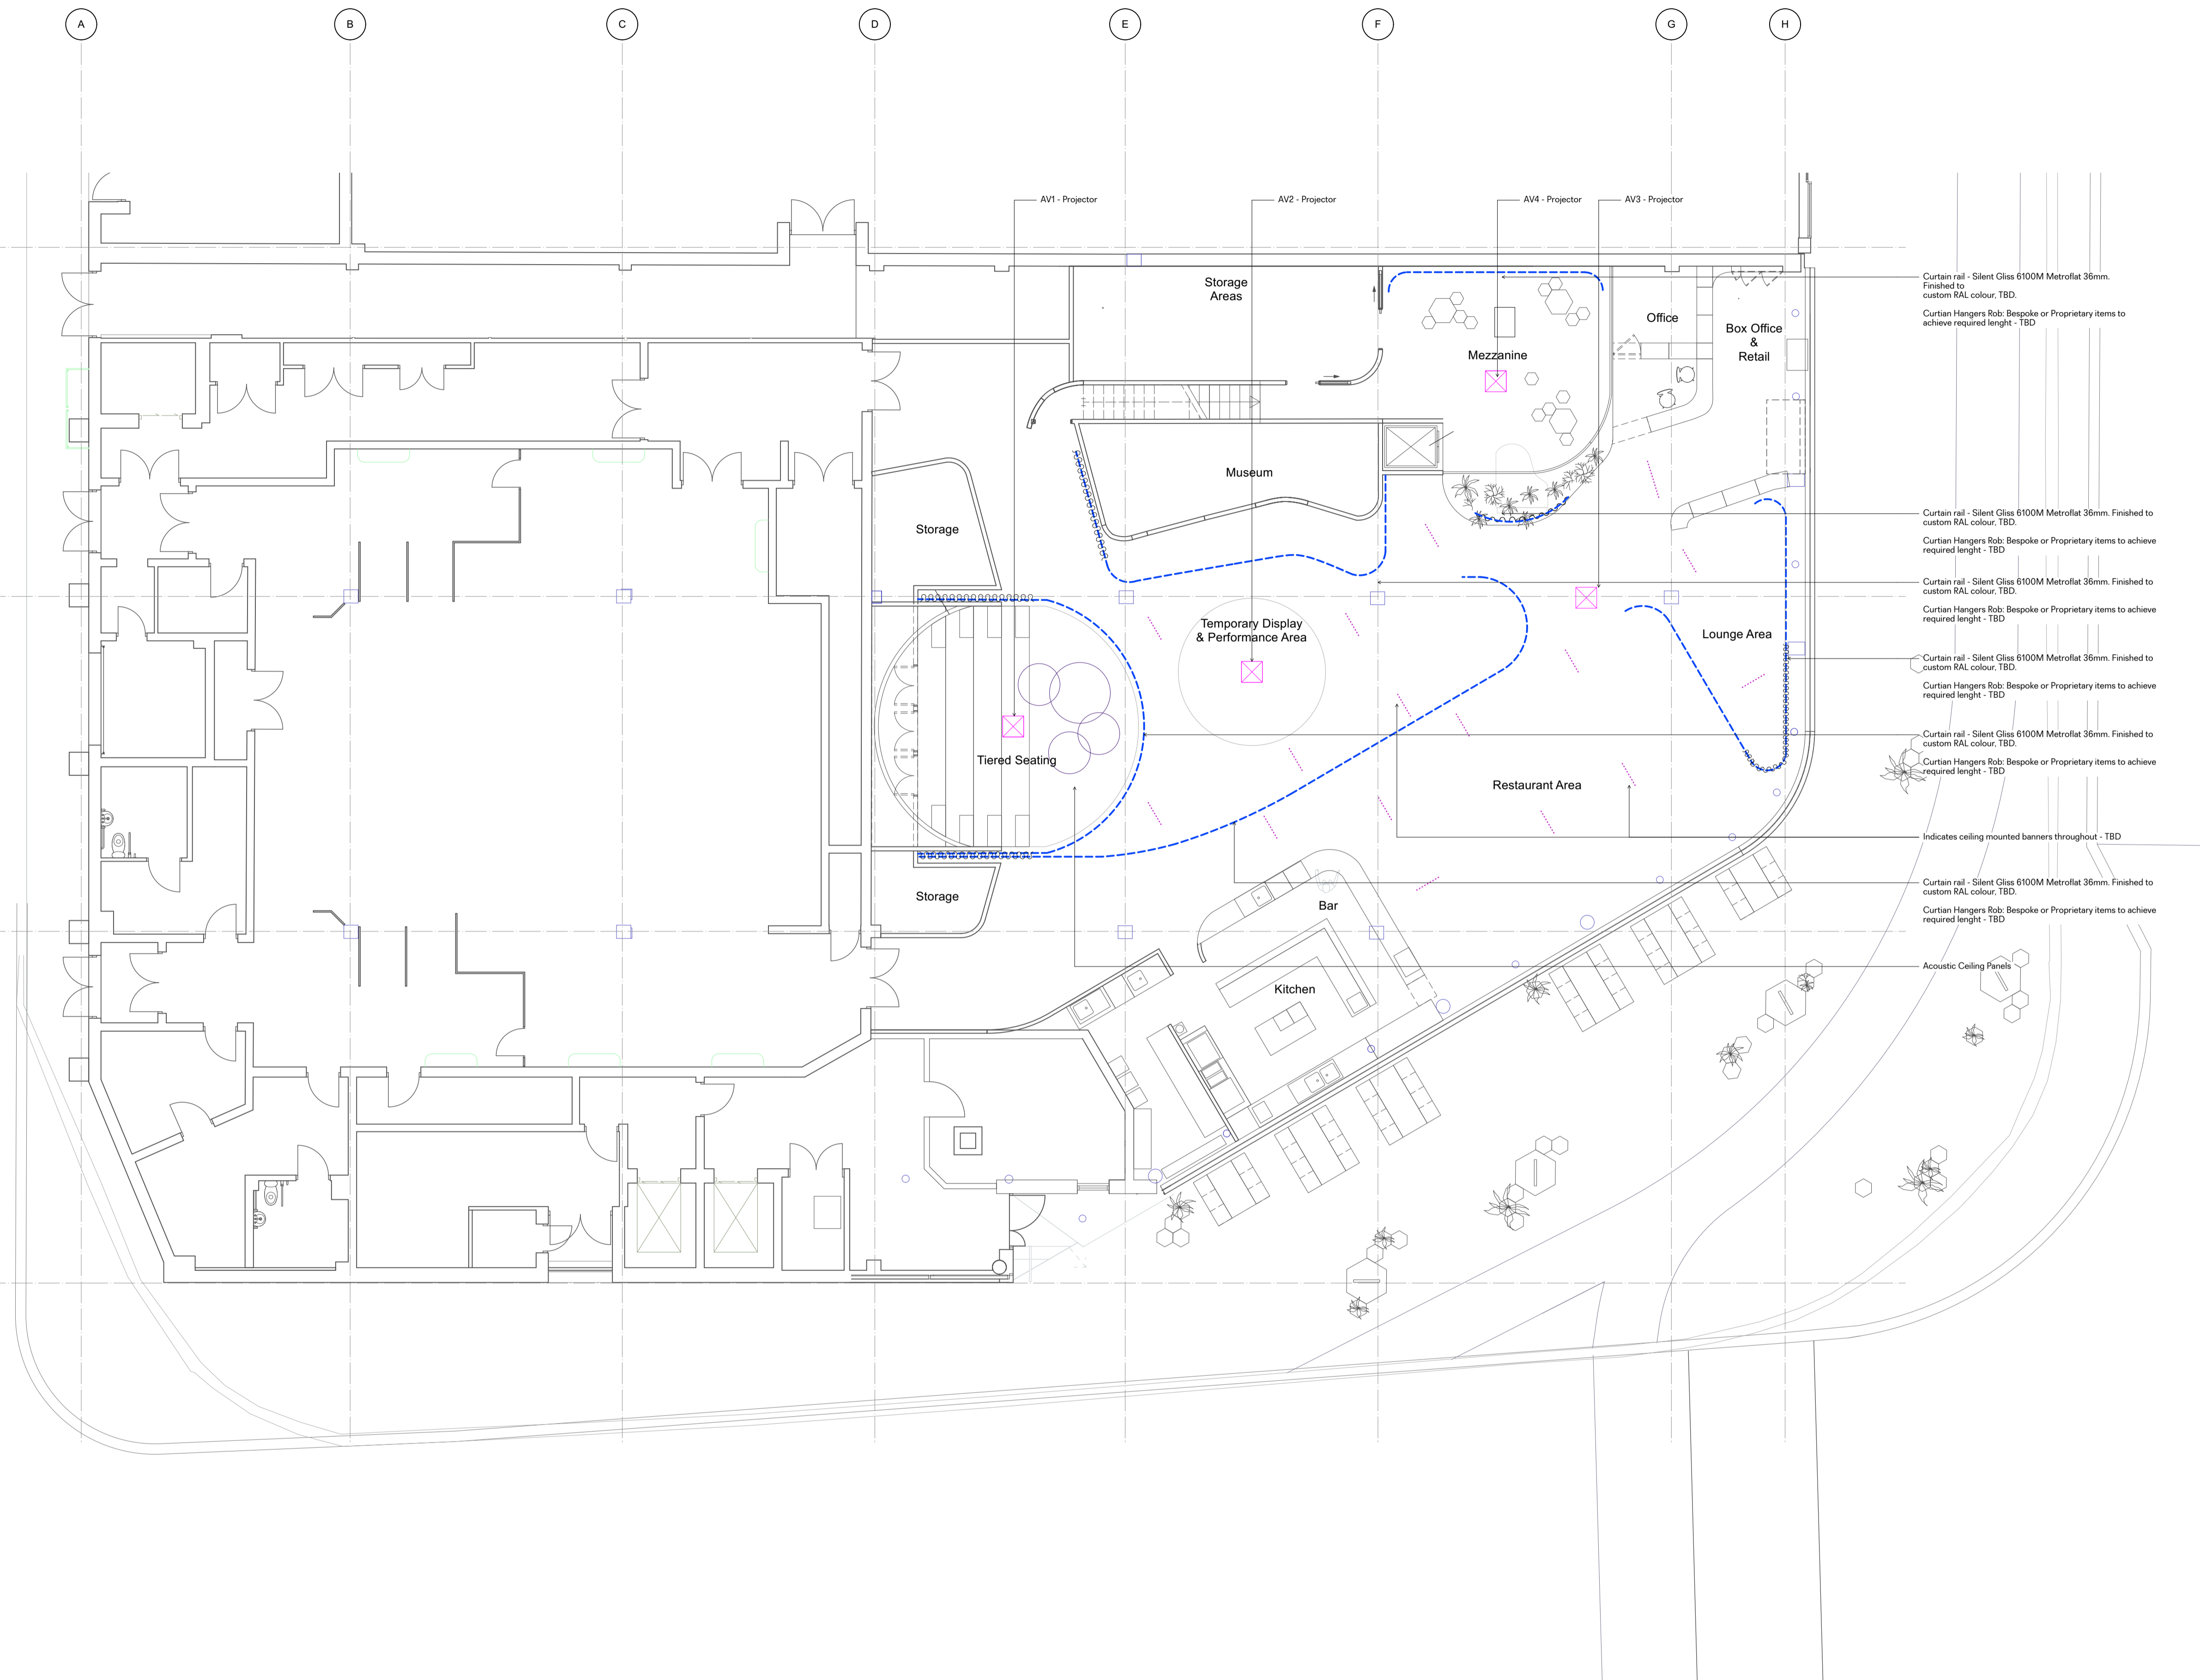 A
B
C
D
E
F
G
H
AV1 - Projector
AV2 - Projector
AV4 - Projector
AV3 - Projector
Storage
Areas
Office
Box Office
&
Retail
Mezzanine
Museum
Storage
Temporary Display
& Performance Area
Lounge Area
Tiered Seating
Restaurant Area
Storage
Bar
Kitchen
Curtain rail - Silent Gliss 6100M Metroflat 36mm.
Finished to
custom RAL colour, TBD.
Curtian Hangers Rob: Bespoke or Proprietary items to
achieve required lenght - TBD
Curtain rail - Silent Gliss 6100M Metroflat 36mm. Finished to
custom RAL colour, TBD.
Curtian Hangers Rob: Bespoke or Proprietary items to achieve
required lenght - TBD
Curtain rail - Silent Gliss 6100M Metroflat 36mm. Finished to
custom RAL colour, TBD.
Curtian Hangers Rob: Bespoke or Proprietary items to achieve
required lenght - TBD
Curtain rail - Silent Gliss 6100M Metroflat 36mm. Finished to
custom RAL colour, TBD.
Curtian Hangers Rob: Bespoke or Proprietary items to achieve
required lenght - TBD
Curtain rail - Silent Gliss 6100M Metroflat 36mm. Finished to
custom RAL colour, TBD.
Curtian Hangers Rob: Bespoke or Proprietary items to achieve
required lenght - TBD
Indicates ceiling mounted banners throughout - TBD
Curtain rail - Silent Gliss 6100M Metroflat 36mm. Finished to
custom RAL colour, TBD.
Curtian Hangers Rob: Bespoke or Proprietary items to achieve
required lenght - TBD
Acoustic Ceiling Panels